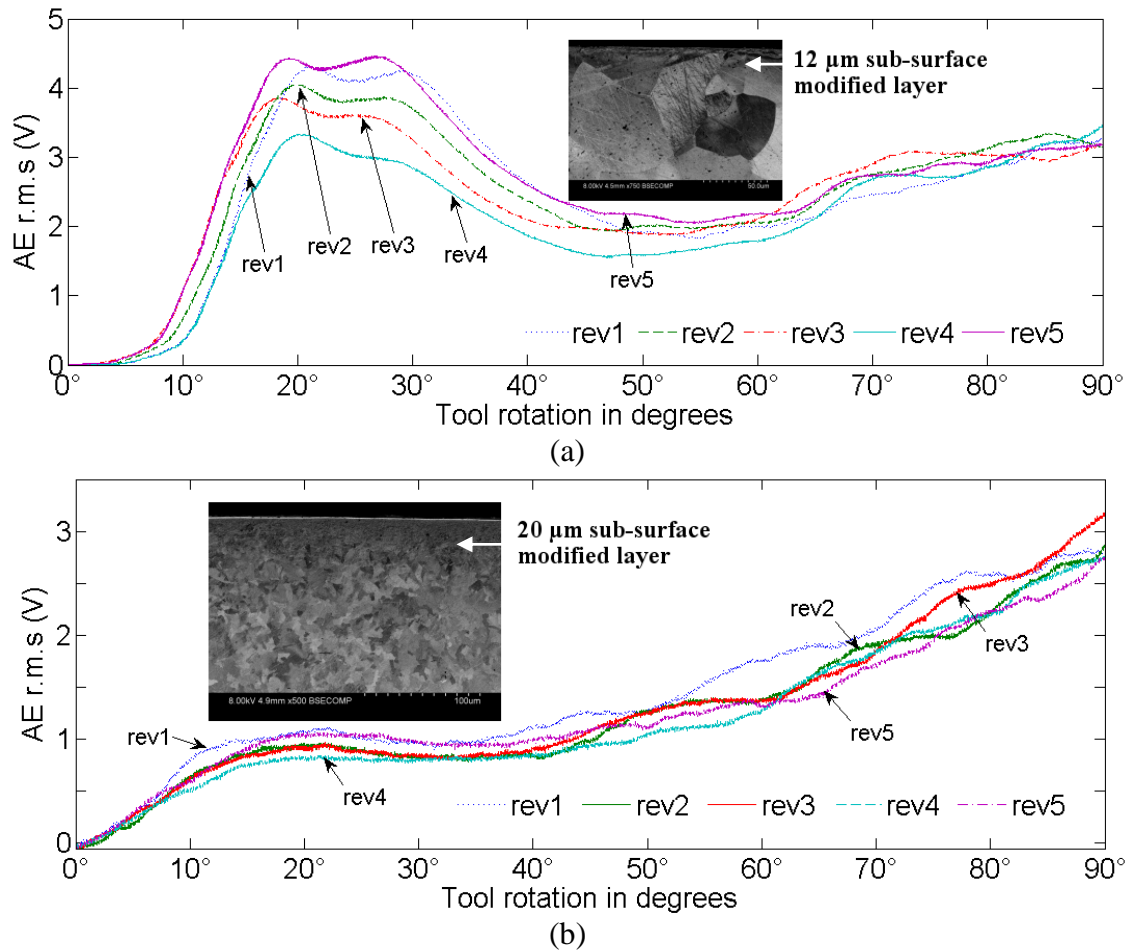 5
4
3
2
1
0
AE r.m.s (V)
12 µm sub-surface
modified layer
8.00kV 4.5mm x750 BSECOMP 50.0um
rev1
rev2
rev3
rev4
rev5
rev1 rev2 rev3 rev4 rev5
0° 10° 20° 30° 40° 50° 60° 70° 80° 90°
Tool rotation in degrees
(a)
3
2
1
0
AE r.m.s (V)
20 µm sub-surface
modified layer
8.00kV 4.9mm x500 BSECOMP 100um
rev1
rev4
rev2
rev3
rev5
rev1 rev2 rev3 rev4 rev5
0° 10° 20° 30° 40° 50° 60° 70° 80° 90°
Tool rotation in degrees
(b)